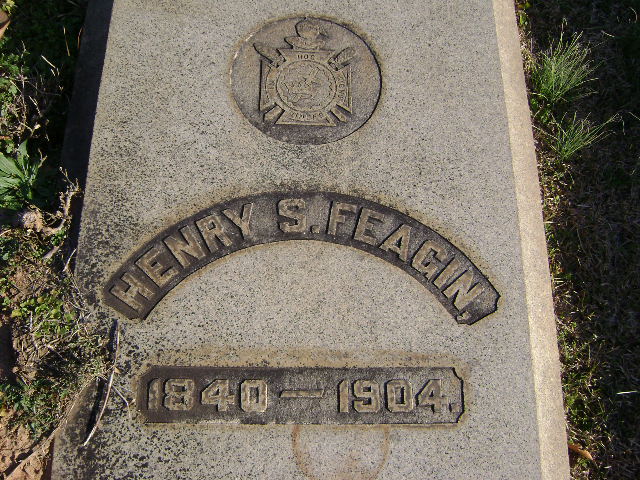 HENRY S. FEAGIN,
1840—1904.